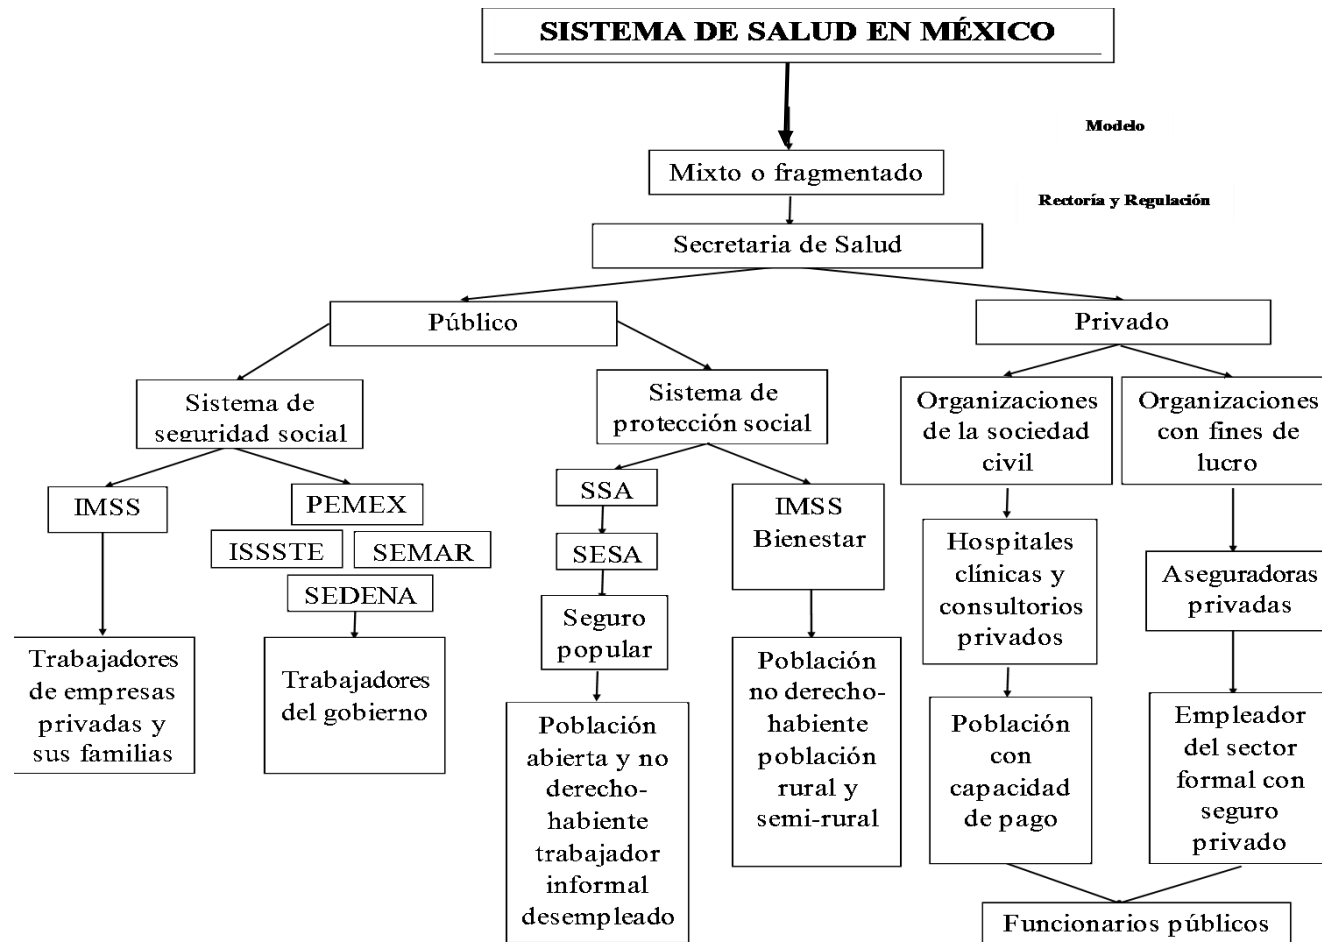 SISTEMA DE SALUD EN MÉXICO
Modelo
Mixto o fragmentado
Rectoría y Regulación
Secretaria de Salud
Público
Privado
Sistema de
seguridad social
Sistema de
protección social
Organizaciones
de la sociedad
civil
Organizaciones
con fines de
lucro
IMSS
PEMEX
ISSSTE
SEMAR
SEDENA
SSA
SESA
Seguro
popular
IMSS
Bienestar
Hospitales
clínicas y
consultorios
privados
Aseguradoras
privadas
Trabajadores
de empresas
privadas y
sus familias
Trabajadores
del gobierno
Población
abierta y no
derecho-
habiente
trabajador
informal
desempleado
Población
no derecho-
habiente
población
rural y
semi-rural
Población
con
capacidad
de pago
Empleador
del sector
formal con
seguro
privado
Funcionarios públicos